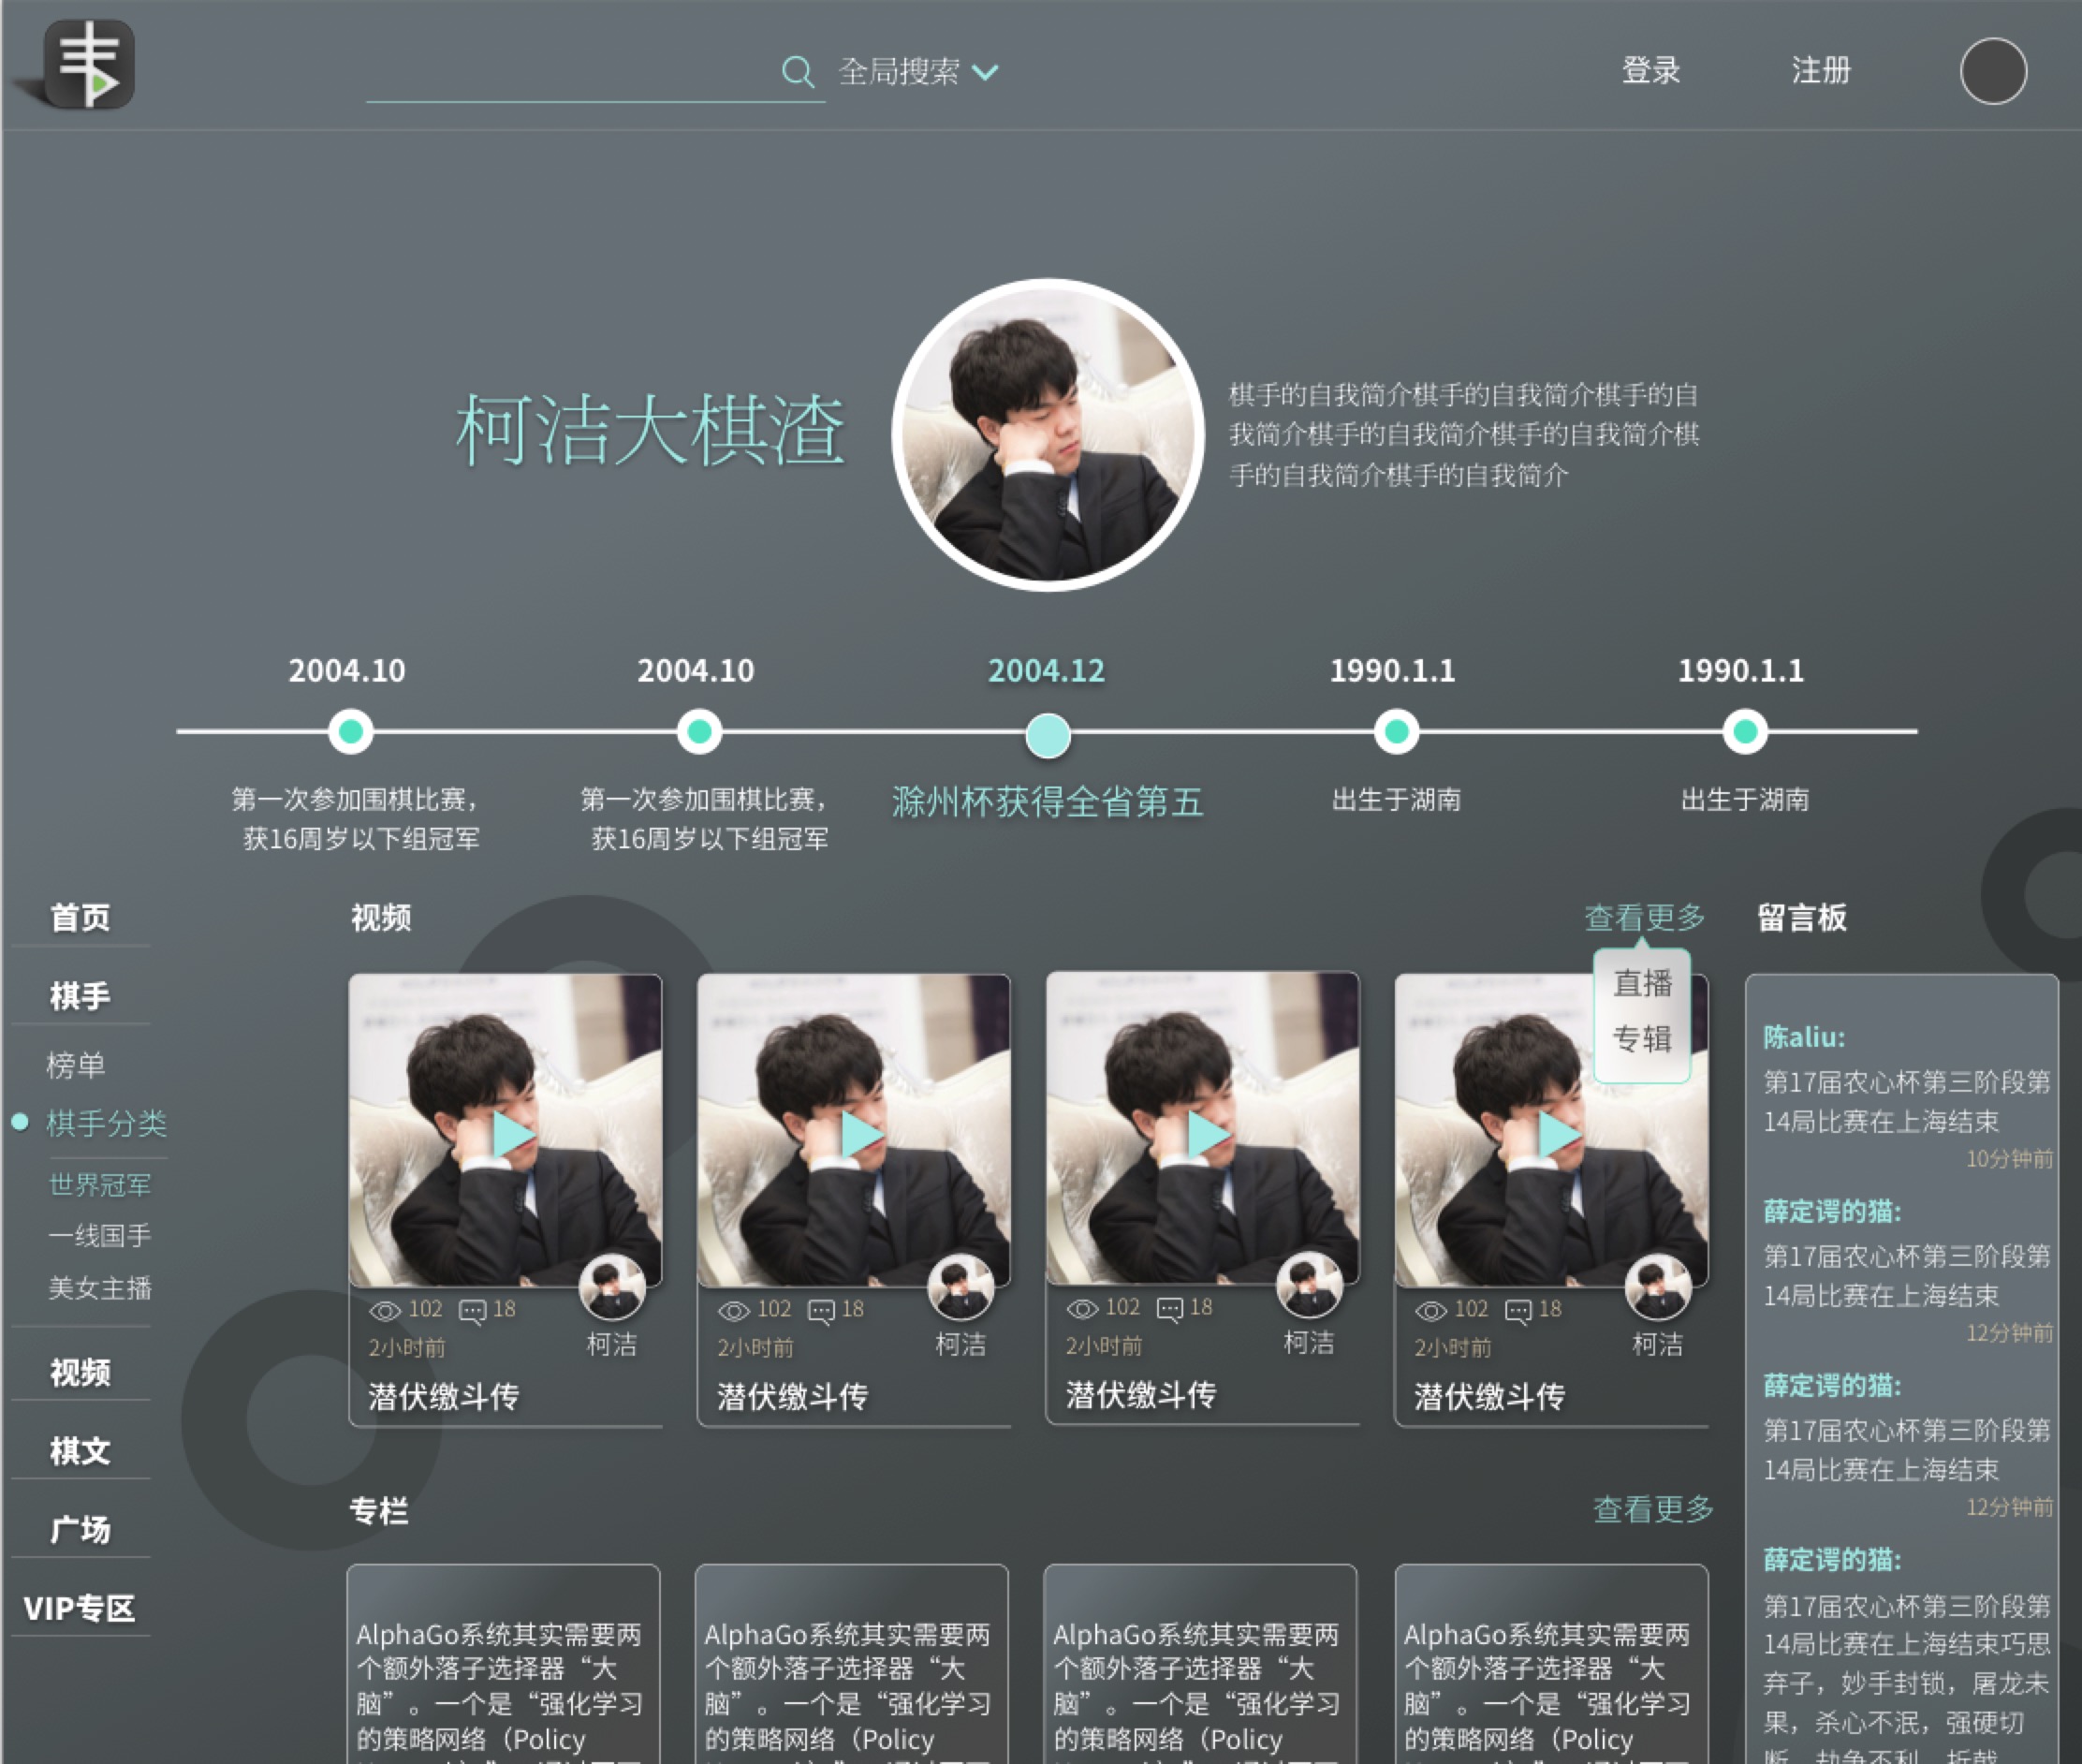 全局搜索
登录
注册
柯洁大棋渣
棋手的自我简介棋手的自我简介棋手的自
我简介棋手的自我简介棋手的自我简介棋
手的自我简介棋手的自我简介
2004.10
第一次参加围棋比赛，
获16周岁以下组冠军
2004.10
第一次参加围棋比赛，
获16周岁以下组冠军
2004.12
滁州杯获得全省第五
1990.1.1
出生于湖南
1990.1.1
出生于湖南
首页
棋手
榜单
棋手分类
世界冠军
一线国手
美女主播
视频
棋文
广场
VIP专区
视频
查看更多
直播
专辑
102
18
2小时前
柯洁
潜伏缴斗传
102
18
2小时前
柯洁
潜伏缴斗传
102
18
2小时前
柯洁
潜伏缴斗传
102
18
2小时前
柯洁
潜伏缴斗传
专栏
查看更多
AlphaGo系统其实需要两
个额外落子选择器“大
脑”。一个是“强化学习
的策略网络（Policy
AlphaGo系统其实需要两
个额外落子选择器“大
脑”。一个是“强化学习
的策略网络（Policy
AlphaGo系统其实需要两
个额外落子选择器“大
脑”。一个是“强化学习
的策略网络（Policy
AlphaGo系统其实需要两
个额外落子选择器“大
脑”。一个是“强化学习
的策略网络（Policy
留言板
陈aliu:
第17届农心杯第三阶段第
14局比赛在上海结束
10分钟前
薛定谔的猫:
第17届农心杯第三阶段第
14局比赛在上海结束
12分钟前
薛定谔的猫:
第17届农心杯第三阶段第
14局比赛在上海结束
12分钟前
薛定谔的猫:
第17届农心杯第三阶段第
14局比赛在上海结束巧思
弃子，妙手封锁，屠龙未
果，杀心不泯，强硬切